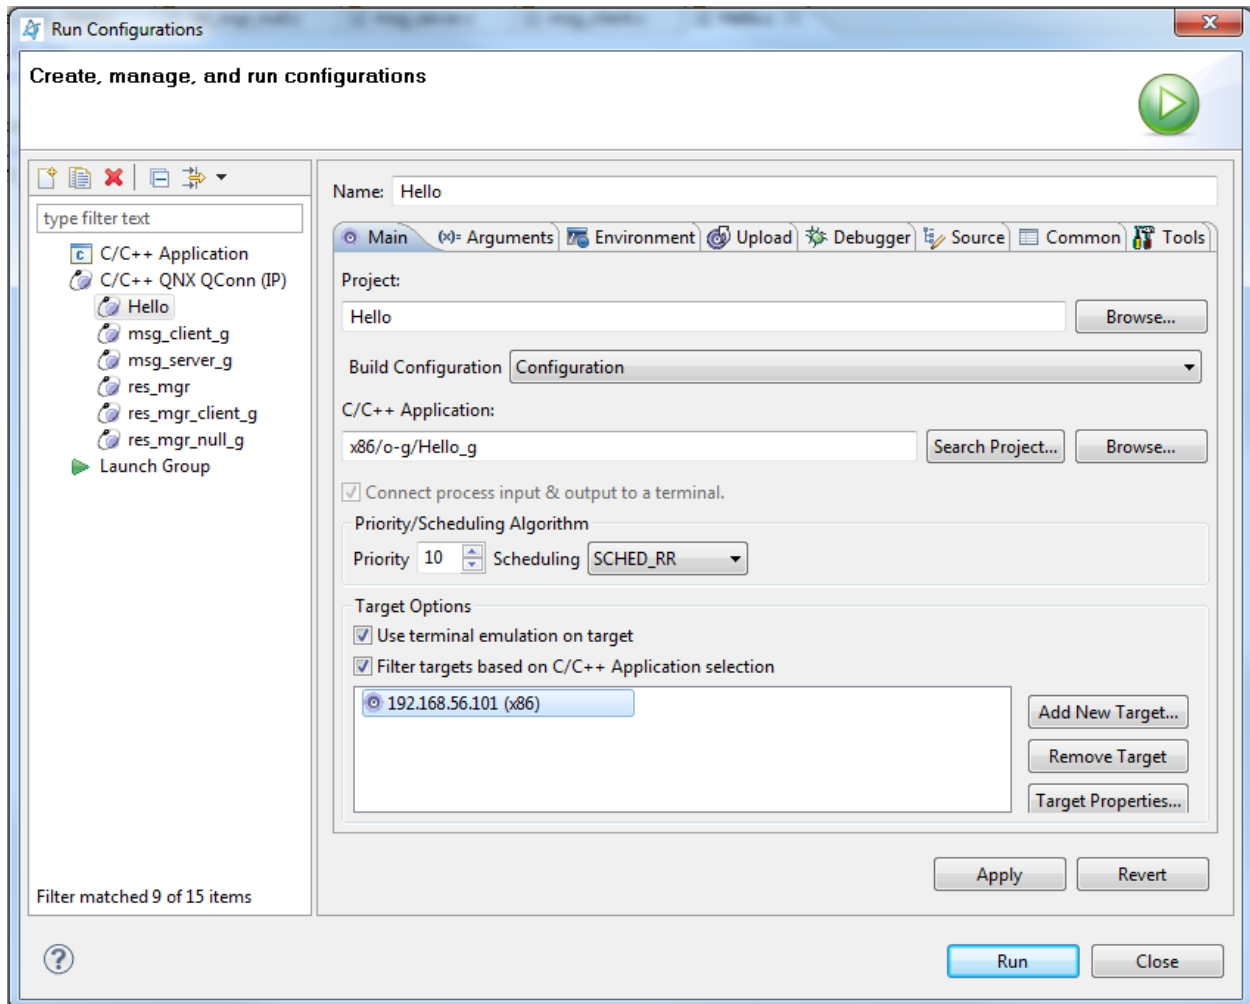 Run Configurations
x
Create, manage, and run configurations
type filter text
C/C++ Application
C/C++ QNX QConn (IP)
Hello
msg_client_g
msg_server_g
res_mgr
res_mgr_client_g
res_mgr_null_g
Launch Group
Filter matched 9 of 15 items
Name: Hello
Main (x)= Arguments Environment Upload Debugger Source Common Tools
Project:
Hello Browse...
Build Configuration Configuration
C/C++ Application:
x86/o-g/Hello_g Search Project... Browse...
Connect process input & output to a terminal.
Priority/Scheduling Algorithm
Priority 10 Scheduling SCHED_RR
Target Options
Use terminal emulation on target
Filter targets based on C/C++ Application selection
192.168.56.101 (x86)
Add New Target...
Remove Target
Target Properties...
Apply Revert
? Run Close